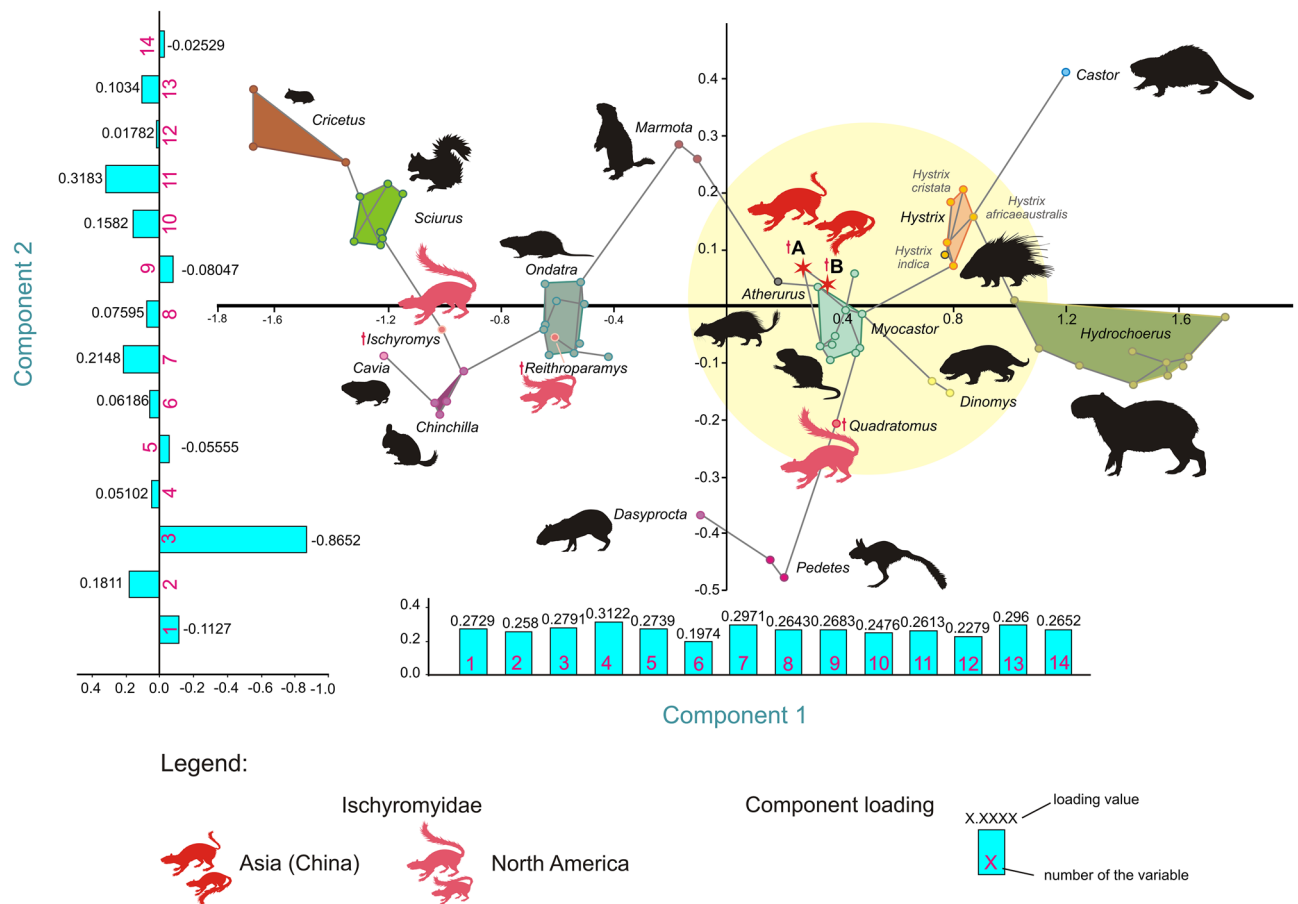 Component 2
14
-0.02529
0.1034
13
0.01782
12
0.3183
11
0.1582
10
9
-0.08047
0.07595
8
0.2148
7
0.06186
6
5
-0.05555
0.05102
4
3
-0.8652
0.1811
2
1
-0.1127
0.4 0.2 0.0 -0.2 -0.4 -0.6 -0.8 -1.0
0.4
0.3
0.2
0.1
-0.1
-0.2
-0.3
-0.4
-0.5
-1.8 -1.6 -1.2 -0.8 -0.6 -0.4 0.4 0.8 1.2 1.6
Castor
Cricetus
Marmota
Sciurus
Hystrix
cristata
Hystrix
Hystrix
africaeaustralis
Hystrix
indica
†A
†B
Ondatra
Atherurus
Myocastor
Hydrochoerus
†Ischyromys
Cavia
†Reithroparamys
Chinchilla
Dinomys
†Quadratomus
Dasyprocta
Pedetes
0.4
0.2
0.0
0.2729 0.258 0.2791 0.3122 0.2739 0.1974 0.2971 0.2643 0.2683 0.2476 0.2613 0.2279 0.296 0.2652
1 2 3 4 5 6 7 8 9 10 11 12 13 14
Component 1
Legend:
Ischyromyidae
Asia (China)
North America
Component loading
X.XXXX
loading value
X
number of the variable